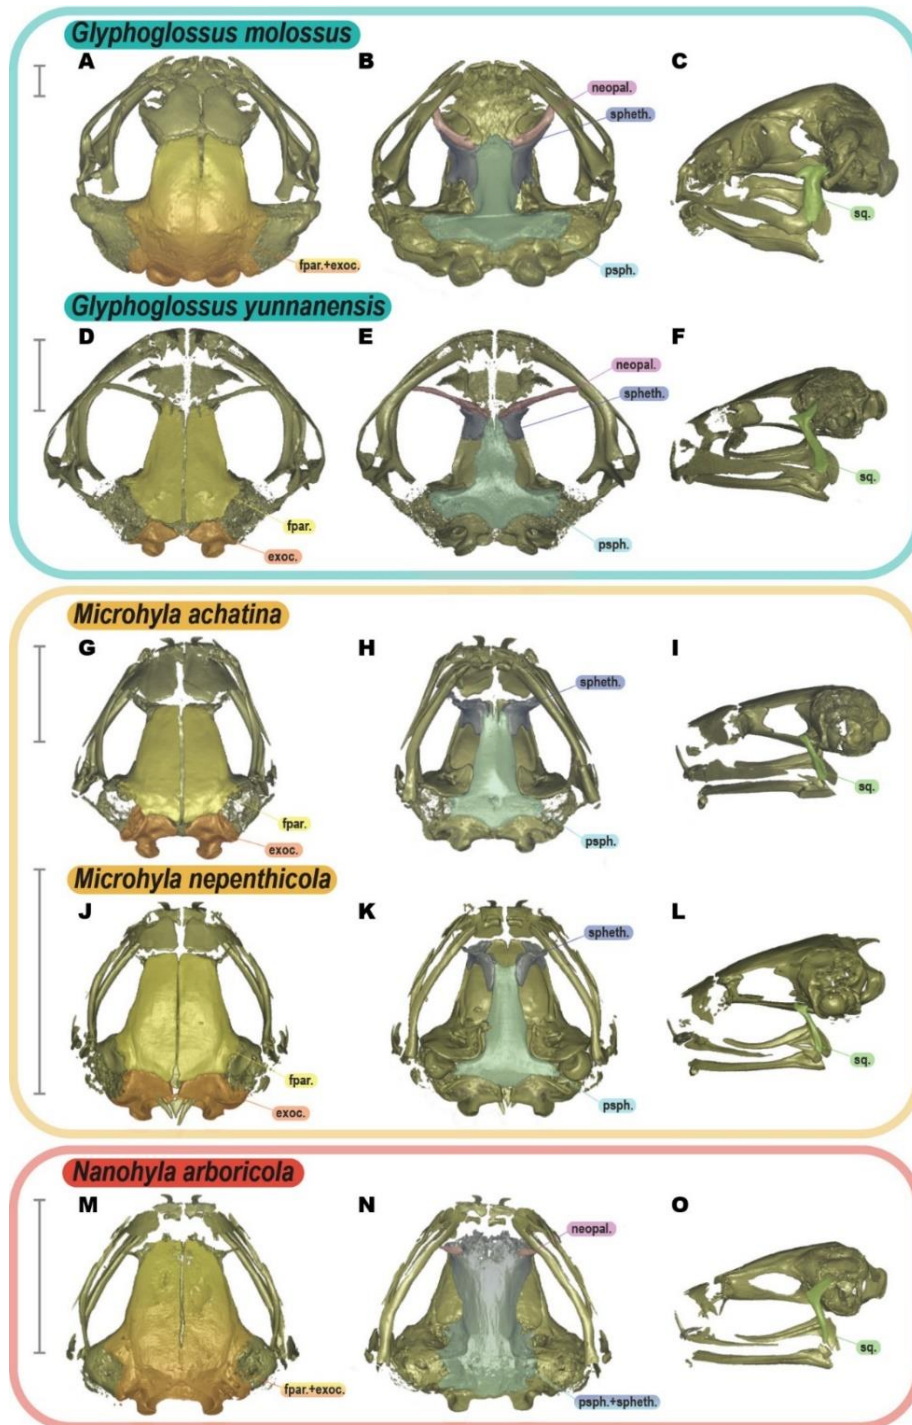 Glyphoglossus molossus
A B C
neopal.
spheth.
sq.
fpar.+exoc.
psph.
Glyphoglossus yunnanensis
D E F
neopal.
spheth.
sq.
fpar.
psph.
exoc.
Microhyla achatina
G H I
spheth.
sq.
fpar.
psph.
exoc.
Microhyla nepenthicola
J K L
spheth.
sq.
fpar.
psph.
exoc.
Nanohyla arboricola
M N O
neopal.
sq.
fpar.+exoc.
psph.+spheth.